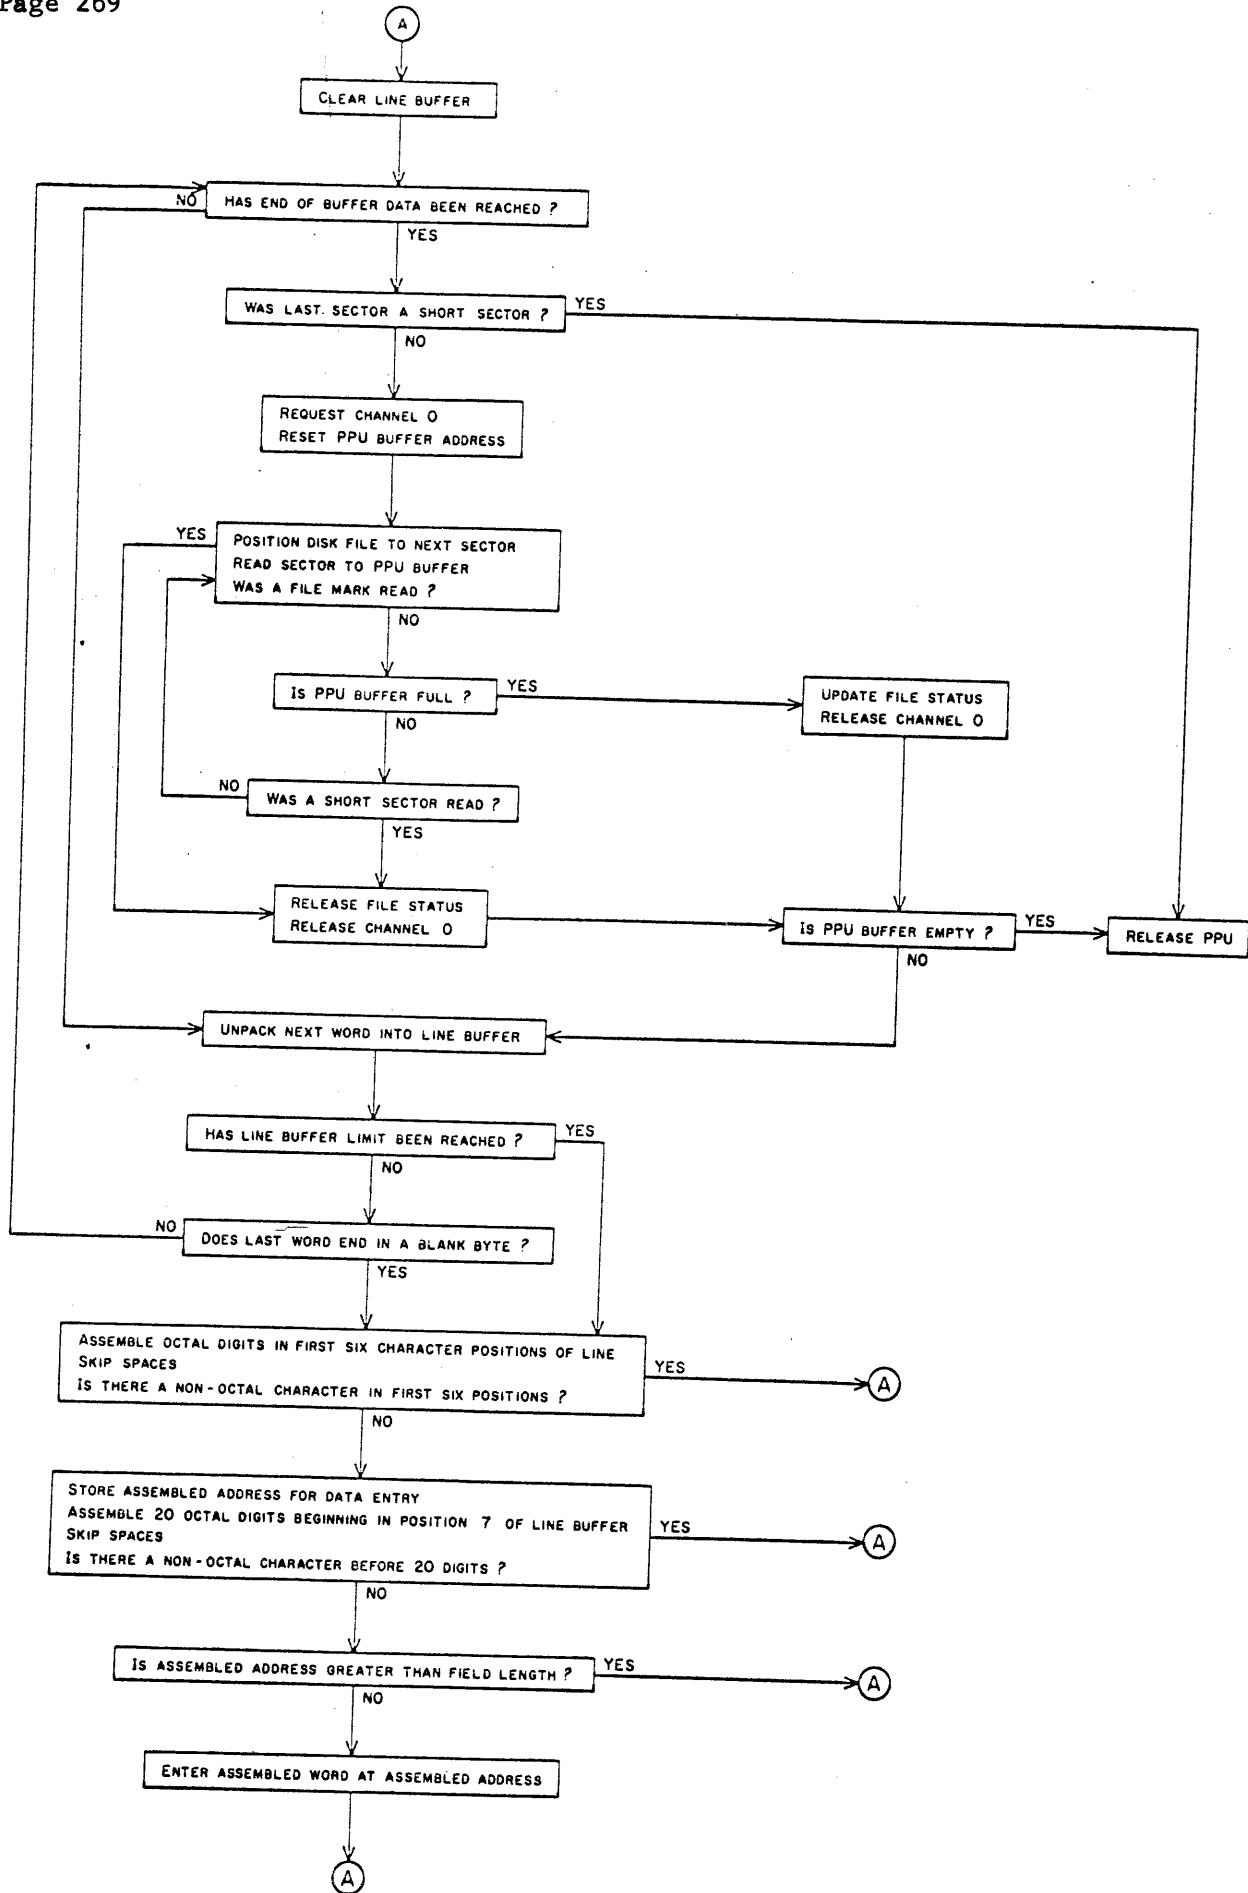 Page 269
A
CLEAR LINE BUFFER
NO
HAS END OF BUFFER DATA BEEN REACHED ?
YES
WAS LAST SECTOR A SHORT SECTOR ?
YES
NO
REQUEST CHANNEL 0
RESET PPU BUFFER ADDRESS
YES
POSITION DISK FILE TO NEXT SECTOR
READ SECTOR TO PPU BUFFER
WAS A FILE MARK READ ?
NO
IS PPU BUFFER FULL ?
YES
UPDATE FILE STATUS
RELEASE CHANNEL 0
NO
NO
WAS A SHORT SECTOR READ ?
YES
RELEASE FILE STATUS
RELEASE CHANNEL 0
IS PPU BUFFER EMPTY ?
YES
RELEASE PPU
NO
UNPACK NEXT WORD INTO LINE BUFFER
HAS LINE BUFFER LIMIT BEEN REACHED ?
YES
NO
NO
DOES LAST WORD END IN A BLANK BYTE ?
YES
ASSEMBLE OCTAL DIGITS IN FIRST SIX CHARACTER POSITIONS OF LINE
SKIP SPACES
IS THERE A NON-OCTAL CHARACTER IN FIRST SIX POSITIONS ?
YES
A
NO
STORE ASSEMBLED ADDRESS FOR DATA ENTRY
ASSEMBLE 20 OCTAL DIGITS BEGINNING IN POSITION 7 OF LINE BUFFER
SKIP SPACES
IS THERE A NON-OCTAL CHARACTER BEFORE 20 DIGITS ?
YES
A
NO
IS ASSEMBLED ADDRESS GREATER THAN FIELD LENGTH ?
YES
A
NO
ENTER ASSEMBLED WORD AT ASSEMBLED ADDRESS
A